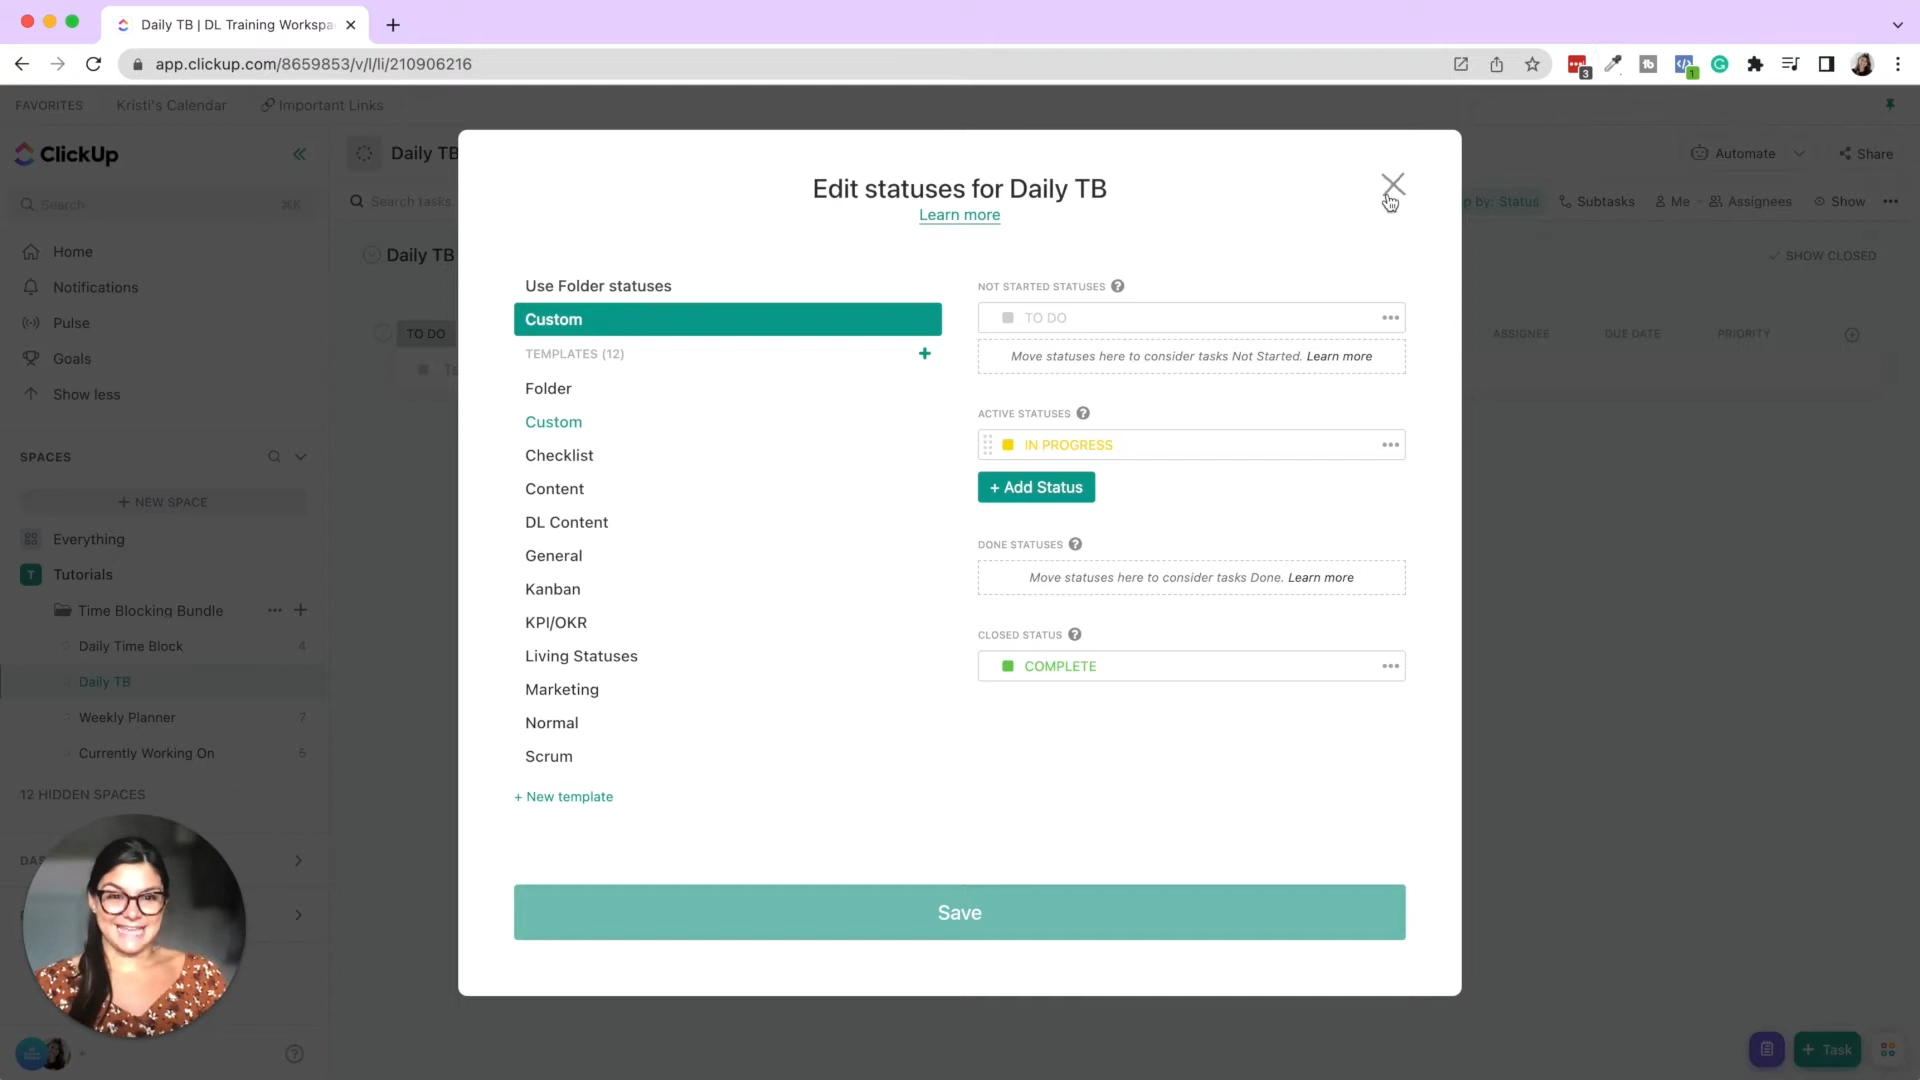 Daily TB | DL Training Workspa
app.clickup.com/8659853/v/l/li/210906216
3
1
FAVORITES
Kristi's Calendar
Important Links
ClickUp
Daily TB
Automate
Share
Search
⌘K
Search tasks.
p by: Status
Subtasks
Me
Assignees
Show
Home
Notifications
Pulse
Goals
Show less
Daily TB
SHOW CLOSED
TO DO
ASSIGNEE
DUE DATE
PRIORITY
SPACES
+ NEW SPACE
Everything
T
Tutorials
Time Blocking Bundle
Daily Time Block
4
Daily TB
Weekly Planner
7
Currently Working On
5
12 HIDDEN SPACES
Edit statuses for Daily TB
Learn more
Use Folder statuses
Custom
TEMPLATES (12)
+
Folder
Custom
Checklist
Content
DL Content
General
Kanban
KPI/OKR
Living Statuses
Marketing
Normal
Scrum
+ New template
NOT STARTED STATUSES
TO DO
Move statuses here to consider tasks Not Started. Learn more
ACTIVE STATUSES
IN PROGRESS
+ Add Status
DONE STATUSES
Move statuses here to consider tasks Done. Learn more
CLOSED STATUS
COMPLETE
Save
+ Task